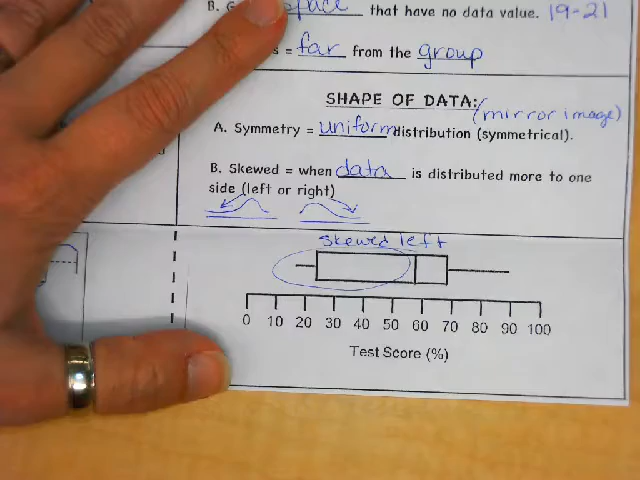 B. G space that have no data value. 19-21
s = far from the group
SHAPE OF DATA:
(mirror image)
A. Symmetry = uniform distribution (symmetrical).
B. Skewed = when data is distributed more to one
side (left or right)
skewed left
0 10 20 30 40 50 60 70 80 90 100
Test Score (%)